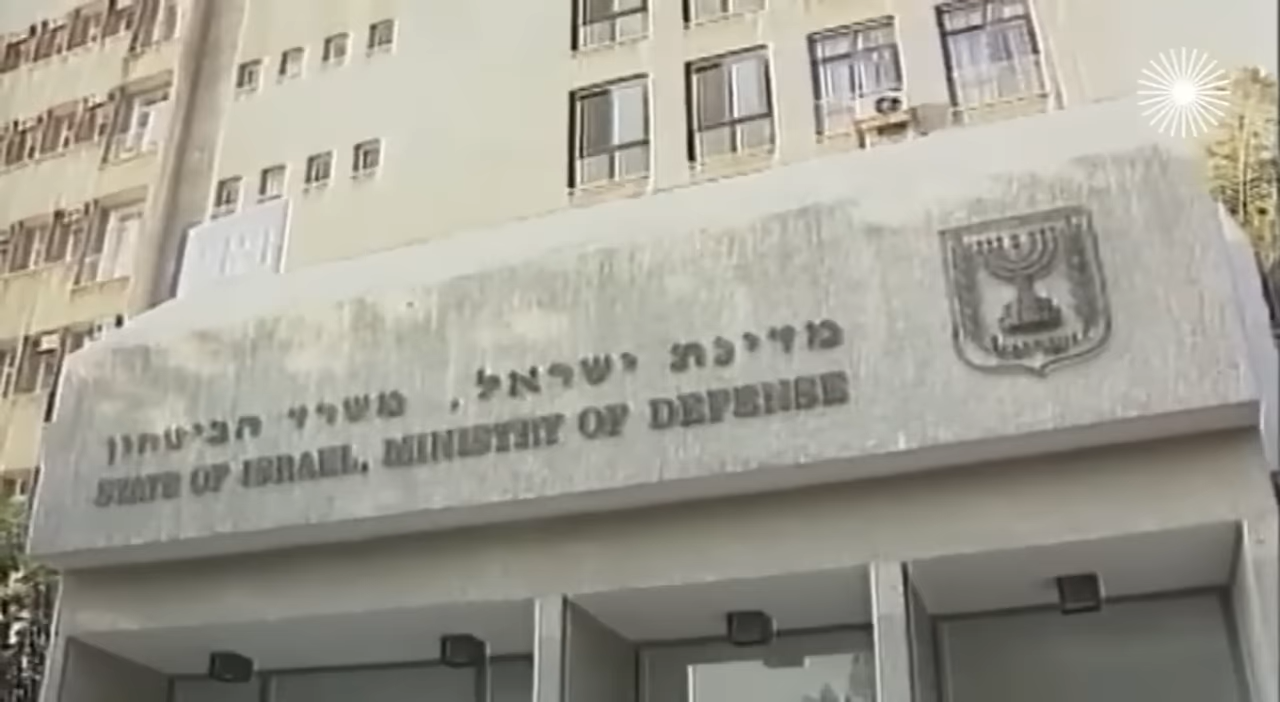 מדינת ישראל, משרד הביטחון
STATE OF ISRAEL, MINISTRY OF DEFENSE